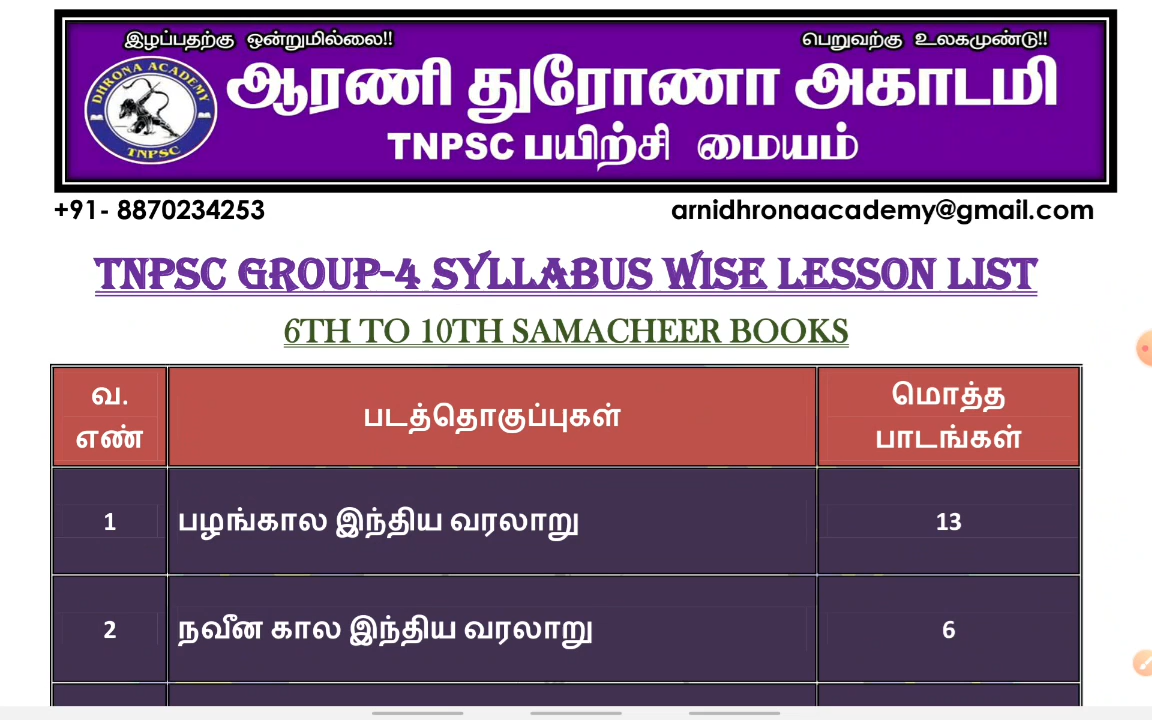 இழப்பதற்கு ஒன்றுமில்லை!!
பெறுவற்கு உலகமுண்டு!!
DHRONA ACADEMY
TNPSC
ஆரணி துரோணா அகாடமி
TNPSC பயிற்சி மையம்
+91- 8870234253
arnidhronaacademy@gmail.com
TNPSC GROUP-4 SYLLABUS WISE LESSON LIST
6TH TO 10TH SAMACHEER BOOKS
வ. எண்
படத்தொகுப்புகள்
மொத்த பாடங்கள்
1 பழங்கால இந்திய வரலாறு 13
2 நவீன கால இந்திய வரலாறு 6